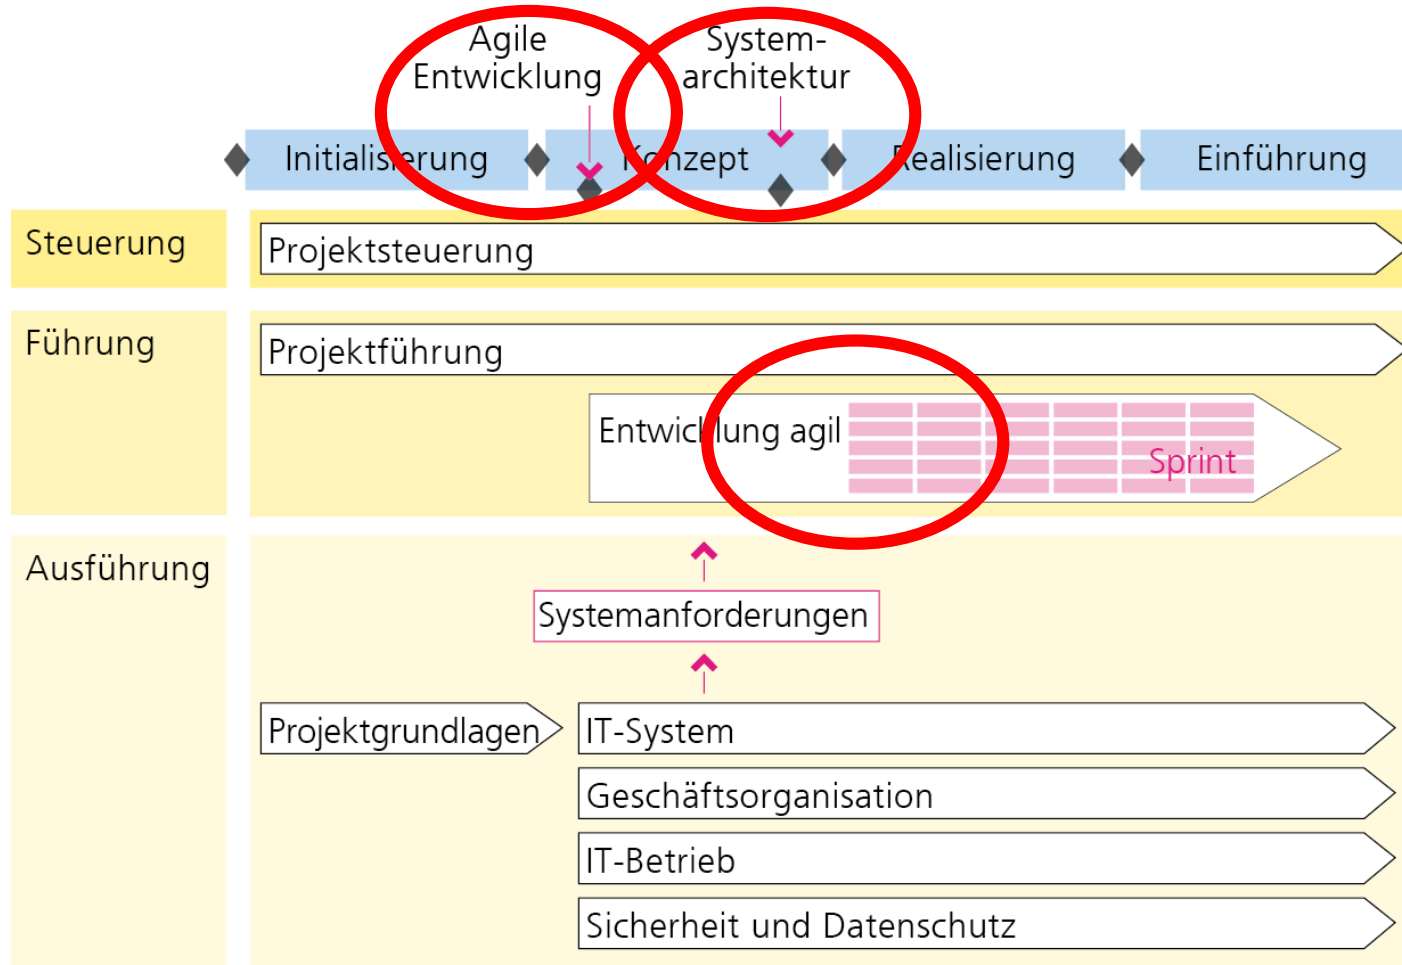 Agile
Entwicklung
System-
architektur
Initialisierung
Konzept
Realisierung
Einführung
Steuerung
Projektsteuerung
Führung
Projektführung
Entwicklung agil
Sprint
Ausführung
Systemanforderungen
Projektgrundlagen
IT-System
Geschäftsorganisation
IT-Betrieb
Sicherheit und Datenschutz